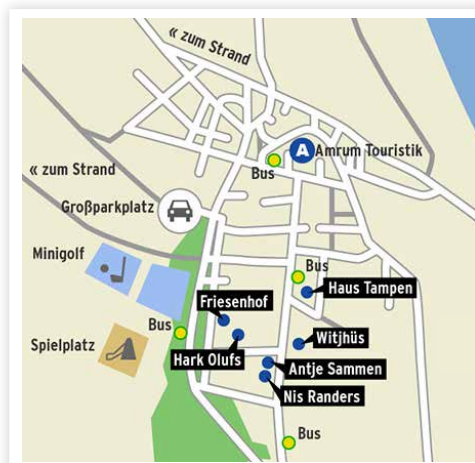 « zum Strand
A Amrum Touristik
Bus
« zum Strand
Großparkplatz
Minigolf
Bus
Haus Tampen
Friesenhof
Bus
Hark Olufs
Witjhüs
Spielplatz
Antje Sammen
Nis Randers
Bus